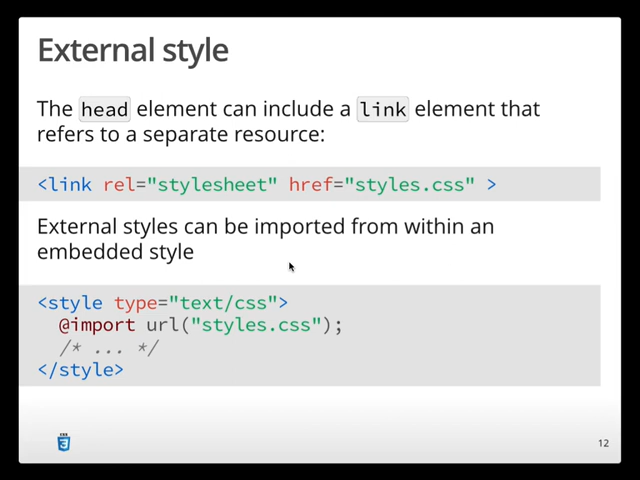 External style
The head element can include a link element that
refers to a separate resource:
<link rel="stylesheet" href="styles.css" >
External styles can be imported from within an
embedded style
<style type="text/css">
@import url("styles.css");
/* ... */
</style>
CSS
3
12